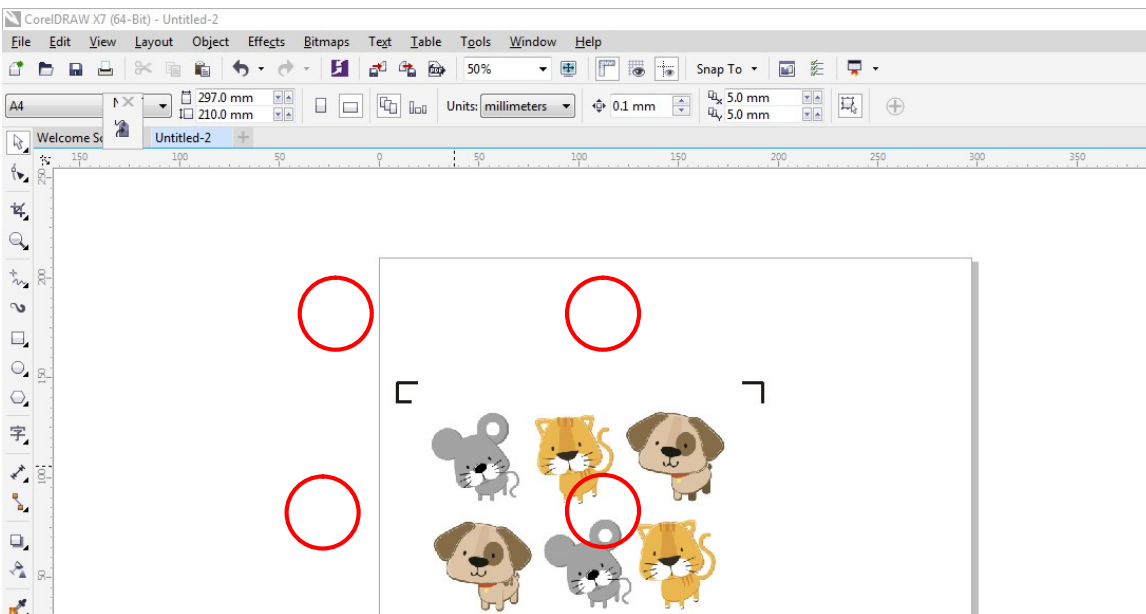 CorelDRAW X7 (64-Bit) - Untitled-2
File Edit View Layout Object Effects Bitmaps Text Table Tools Window Help
50% Snap To
A4 297.0 mm 210.0 mm Units: millimeters 0.1 mm 5.0 mm 5.0 mm
Welcome Sc Untitled-2
150 100 50 0 50 100 150 200 250 300 350
250
200
150
字
100
50